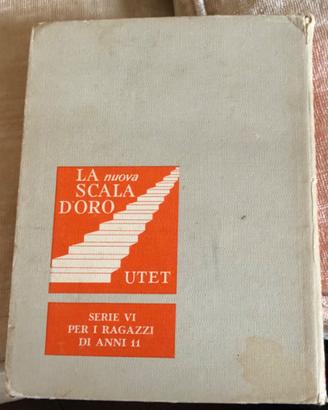 LA nuova
SCALA
D'ORO
UTET
SERIE VI
PER I RAGAZZI
DI ANNI 11